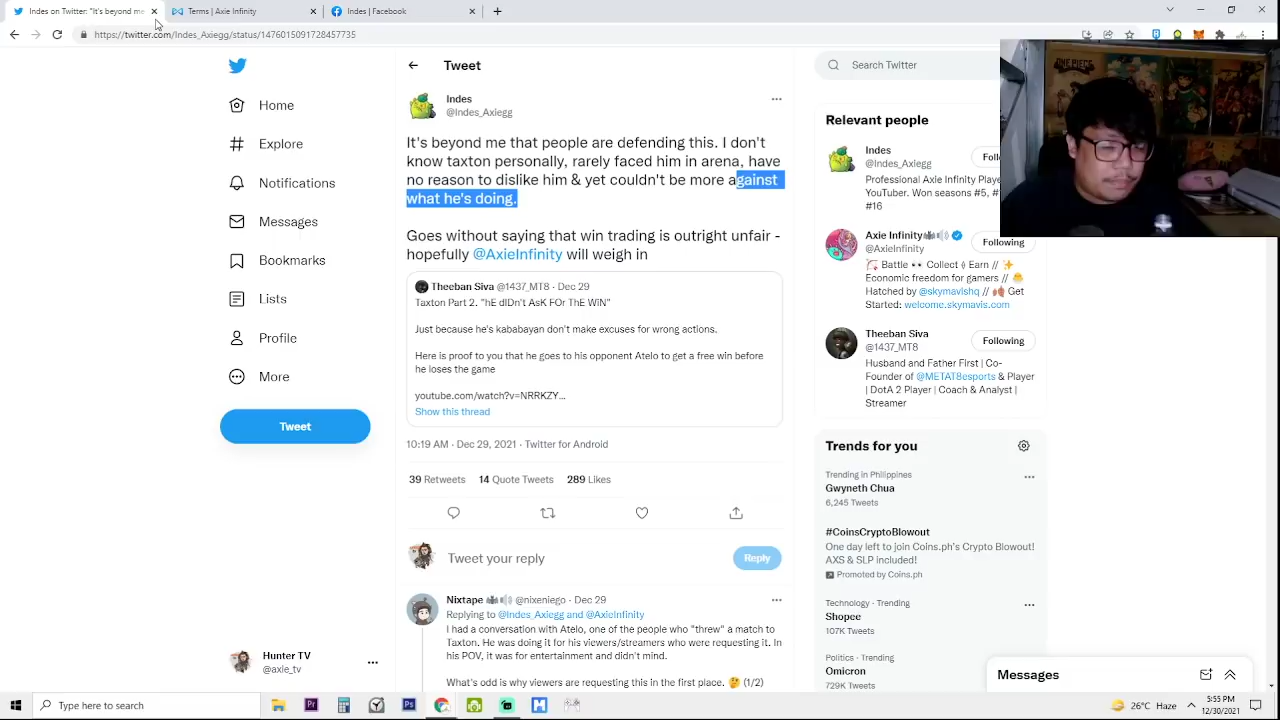 Indes on Twitter: "It's beyond me
Terms | Axie Infinity
Indes | Facebook
https://twitter.com/Indes_Axiegg/status/1476015091728457735
Tweet
Search Twitter
Home
Explore
Notifications
Messages
Bookmarks
Lists
Profile
More
Tweet
Hunter TV
@axle_tv
Indes
@Indes_Axiegg
It's beyond me that people are defending this. I don't
know taxton personally, rarely faced him in arena, have
no reason to dislike him & yet couldn't be more against
what he's doing.
Goes without saying that win trading is outright unfair -
hopefully @AxieInfinity will weigh in
Theeban Siva @1437_MT8 · Dec 29
Taxton Part 2. "hE dIDn't AsK FOr ThE WiN"
Just because he's kababayan don't make excuses for wrong actions.
Here is proof to you that he goes to his opponent Atelo to get a free win before
he loses the game
youtube.com/watch?v=NRRKZY...
Show this thread
10:19 AM · Dec 29, 2021 · Twitter for Android
39 Retweets 14 Quote Tweets 289 Likes
Tweet your reply
Reply
Nixtape @nixeniego · Dec 29
Replying to @Indes_Axiegg and @AxieInfinity
I had a conversation with Atelo, one of the people who "threw" a match to
Taxton. He was doing it for his viewers/streamers who were requesting it. In
his POV, it was for entertainment and didn't mind.
What's odd is why viewers are requesting this in the first place. 🤔 (1/2)
Relevant people
Indes
@Indes_Axiegg
Foll
Professional Axie Infinity Playe
YouTuber. Won seasons #5, #
#16
Axie Infinity
@AxieInfinity
Following
Battle 👀 Collect Earn //
Economic freedom for gamers //
Hatched by @skymavishq // Get
Started: welcome.skymavis.com
Theeban Siva
@1437_MT8
Following
Husband and Father First | Co-
Founder of @METAT8esports & Player
| DotA 2 Player | Coach & Analyst |
Streamer
Trends for you
Trending in Philippines
Gwyneth Chua
6,245 Tweets
#CoinsCryptoBlowout
One day left to join Coins.ph's Crypto Blowout!
AXS & SLP included!
Promoted by Coins.ph
Technology · Trending
Shopee
107K Tweets
Politics · Trending
Omicron
729K Tweets
Messages
ONE PIECE
Type here to search
26°C Haze
5:55 PM
12/30/2021